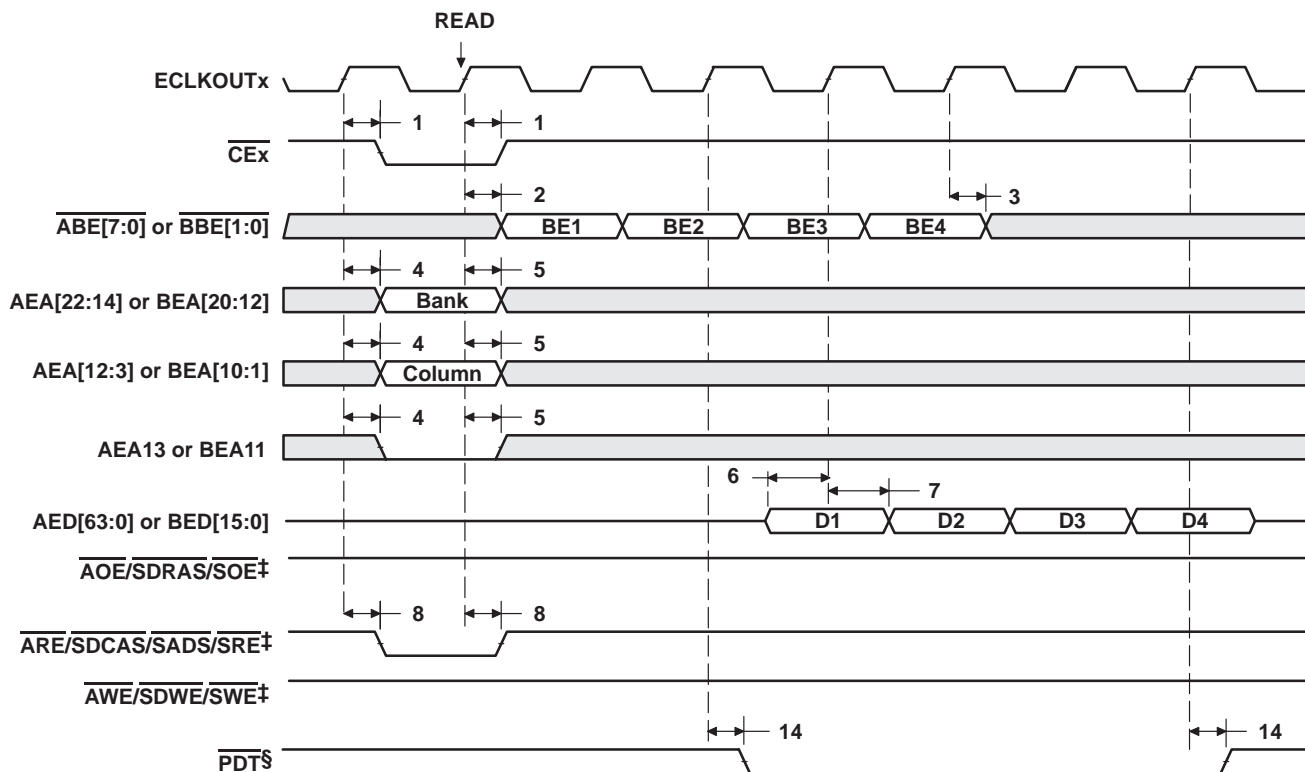 READ
ECLKOUTx
1 1
CEx
2 3
ABE[7:0] or BBE[1:0] BE1 BE2 BE3 BE4
4 5
AEA[22:14] or BEA[20:12] Bank
4 5
AEA[12:3] or BEA[10:1] Column
4 5
AEA13 or BEA11
6 7
AED[63:0] or BED[15:0] D1 D2 D3 D4
AOE/SDRAS/SOE‡
8 8
ARE/SDCAS/SADS/SRE‡
AWE/SDWE/SWE‡
14 14
PDT§